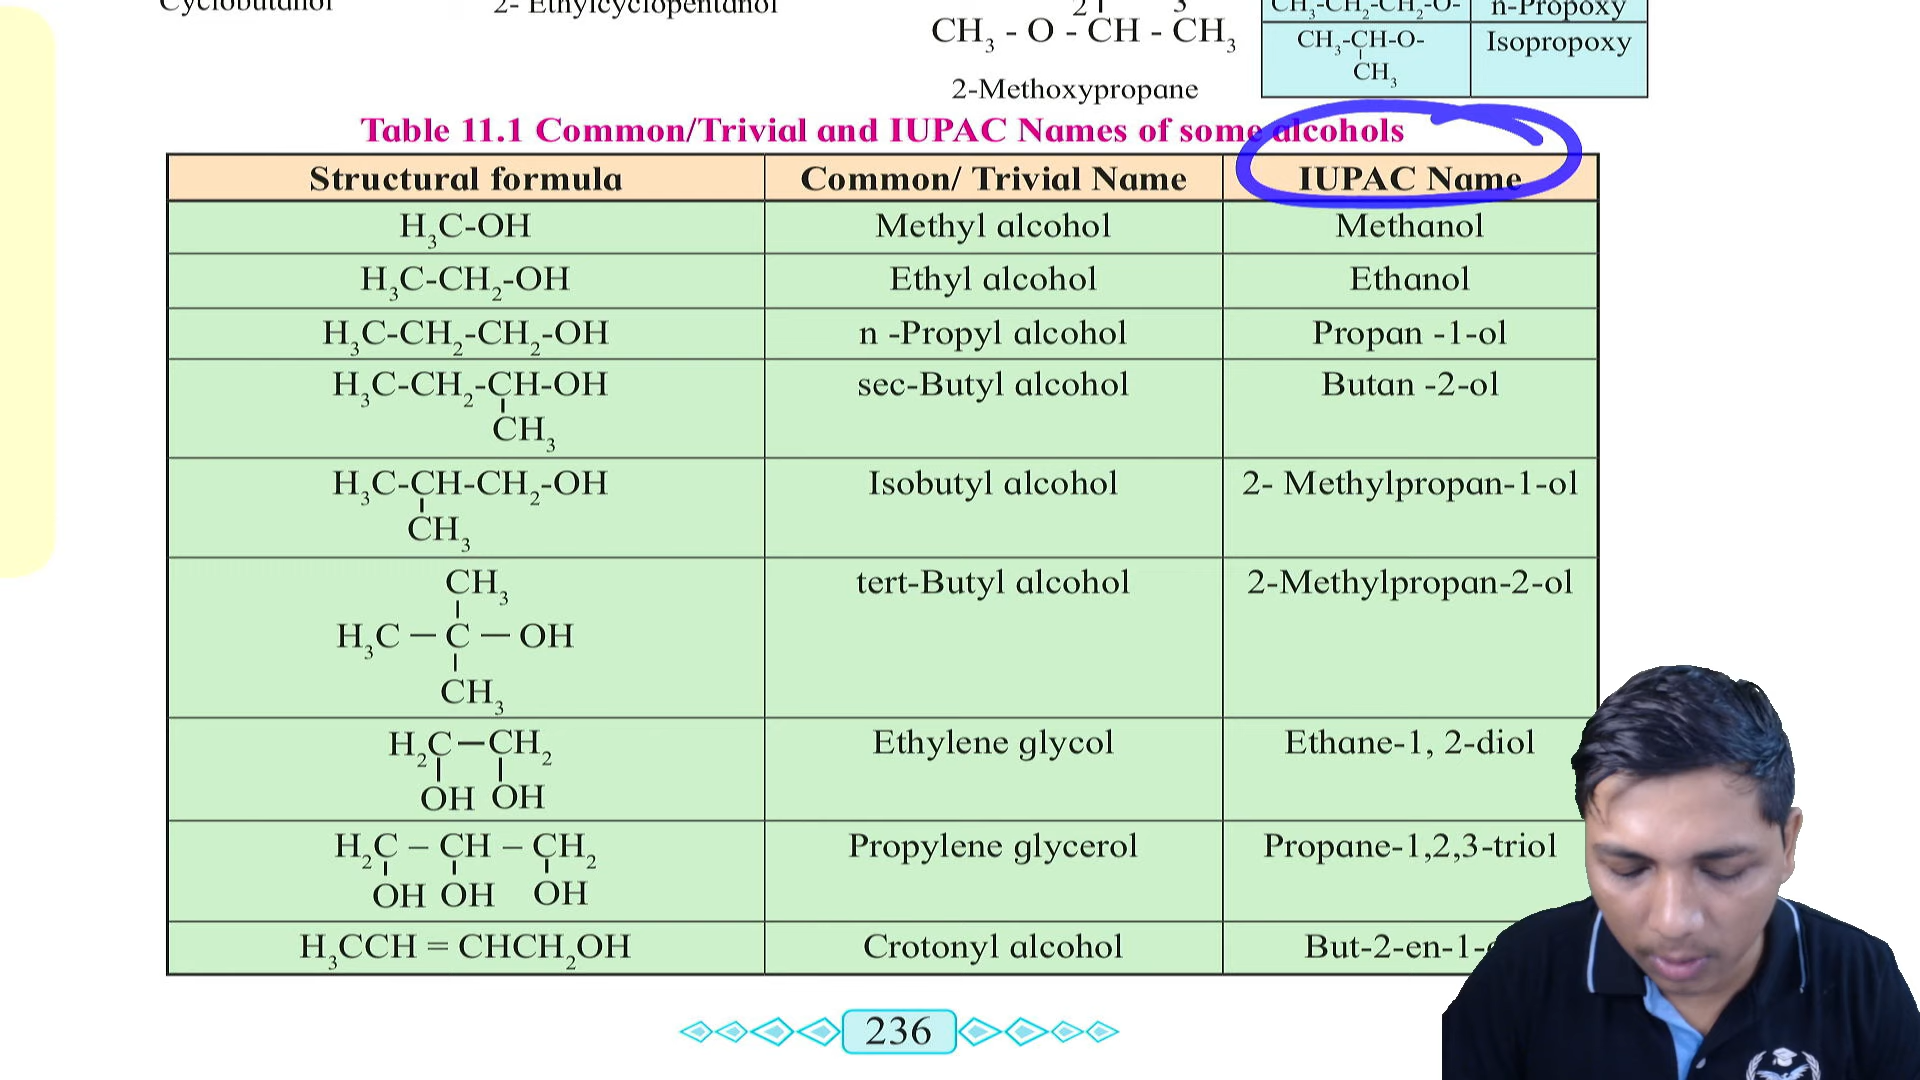 Cyclobutanol
2- Ethylcyclopentanol
2 3
CH₃ - O - CH - CH₃
2-Methoxypropane
CH₃-CH₂-CH₂-O- n-Propoxy
CH₃-CH-O- Isopropoxy
CH₃
Table 11.1 Common/Trivial and IUPAC Names of some alcohols
Structural formula Common/ Trivial Name IUPAC Name
H₃C-OH Methyl alcohol Methanol
H₃C-CH₂-OH Ethyl alcohol Ethanol
H₃C-CH₂-CH₂-OH n -Propyl alcohol Propan -1-ol
H₃C-CH₂-CH-OH sec-Butyl alcohol Butan -2-ol
CH₃
H₃C-CH-CH₂-OH Isobutyl alcohol 2- Methylpropan-1-ol
CH₃
CH₃ tert-Butyl alcohol 2-Methylpropan-2-ol
H₃C — C — OH
CH₃
H₂C—CH₂ Ethylene glycol Ethane-1, 2-diol
OH OH
H₂C – CH – CH₂ Propylene glycerol Propane-1,2,3-triol
OH OH OH
H₃CCH = CHCH₂OH Crotonyl alcohol But-2-en-1-
236